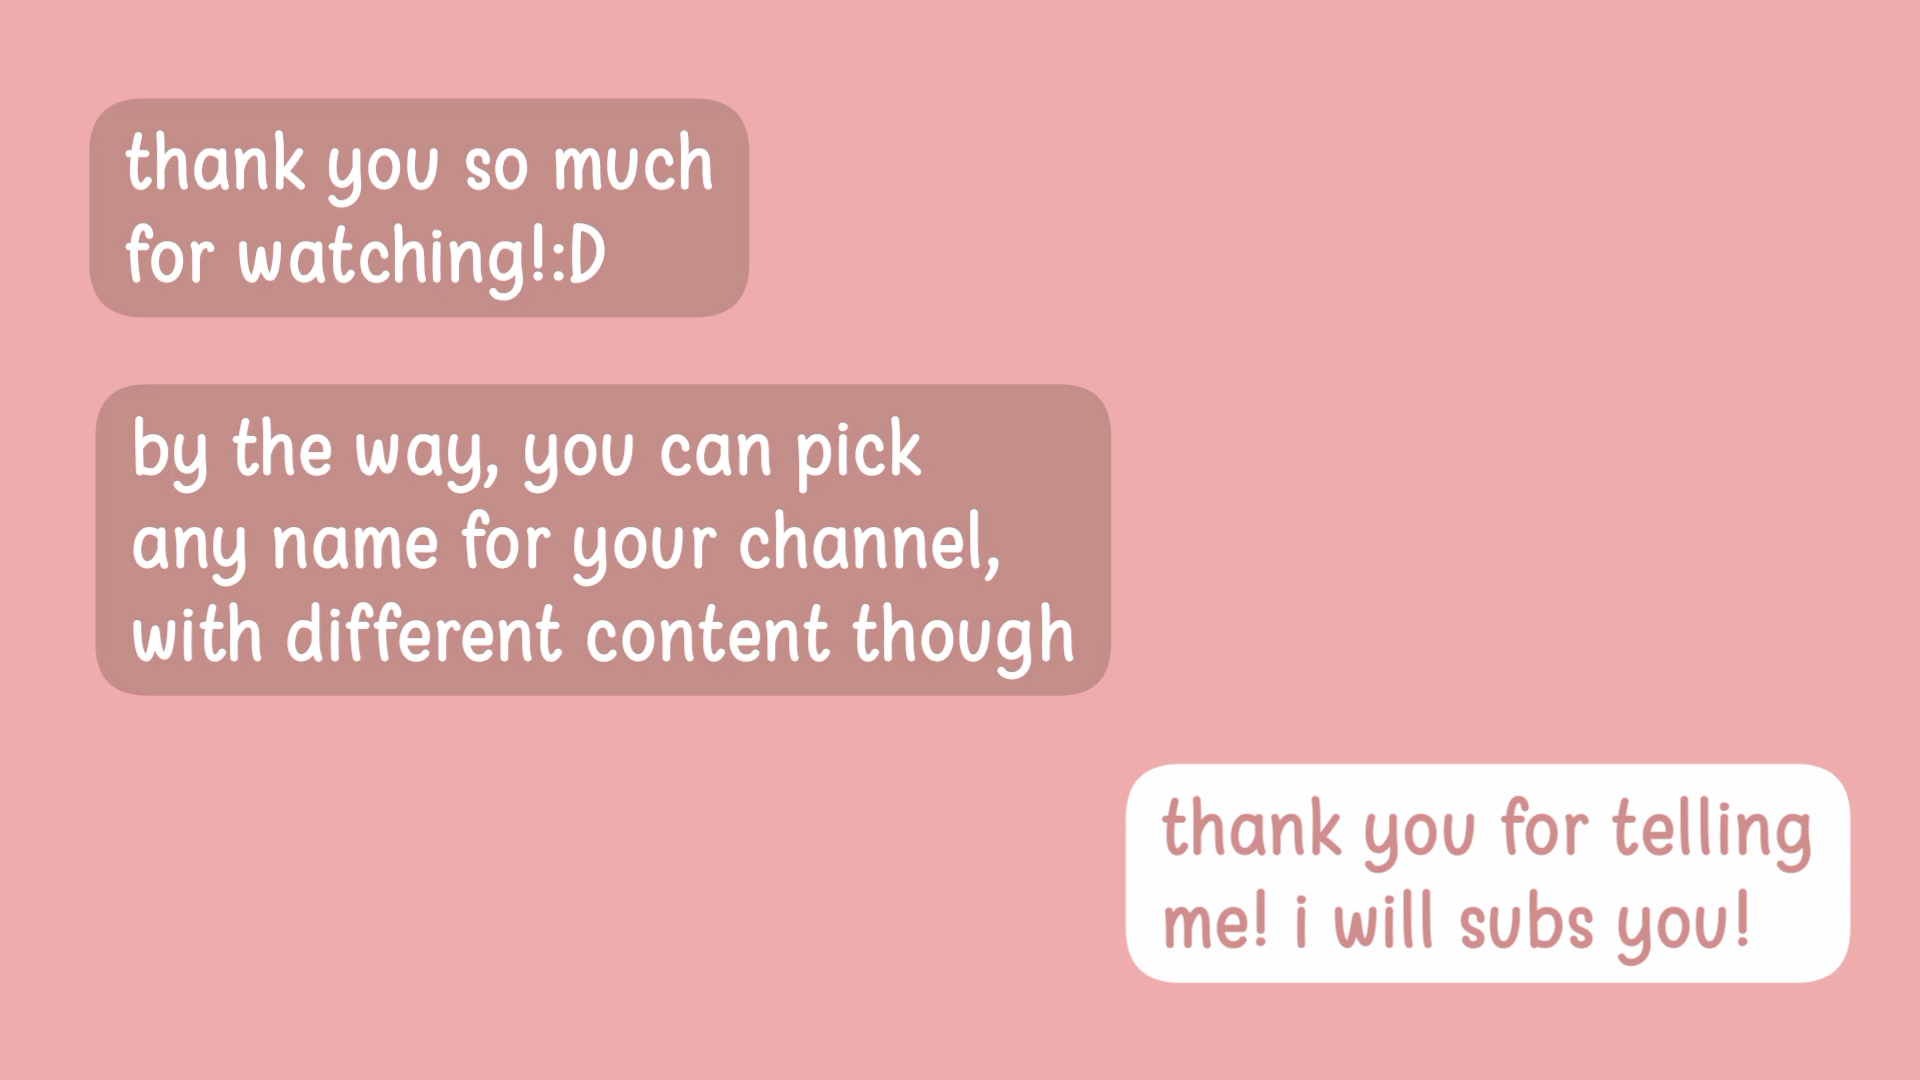 thank you so much
for watching!:D
by the way, you can pick
any name for your channel,
with different content though
thank you for telling
me! i will subs you!